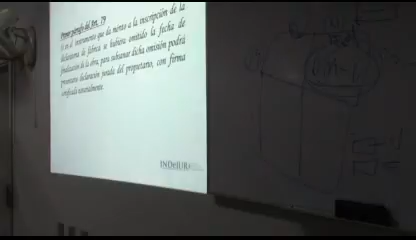 Primer párrafo del Art. 79
Si en el instrumento que da mérito a la inscripción de la
declaratoria de fábrica se hubiera omitido la fecha de
finalización de la obra, para subsanar dicha omisión podrá
presentarse declaración jurada del propietario, con firma
certificada notarialmente.